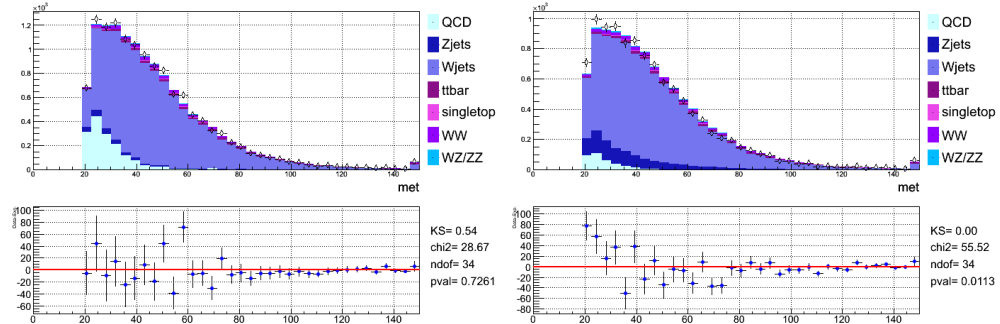 ×10³
1.2
1
0.8
0.6
0.4
0.2
0
0 20 40 60 80 100 120 140
met
QCD
Zjets
Wjets
ttbar
singletop
WW
WZ/ZZ
×10³
1
0.8
0.6
0.4
0.2
0
0 20 40 60 80 100 120 140
met
QCD
Zjets
Wjets
ttbar
singletop
WW
WZ/ZZ
100
80
60
40
20
0
-20
-40
-60
0 20 40 60 80 100 120 140
KS= 0.54
chi2= 28.67
ndof= 34
pval= 0.7261
100
80
60
40
20
0
-20
-40
-60
-80
0 20 40 60 80 100 120 140
KS= 0.00
chi2= 55.52
ndof= 34
pval= 0.0113